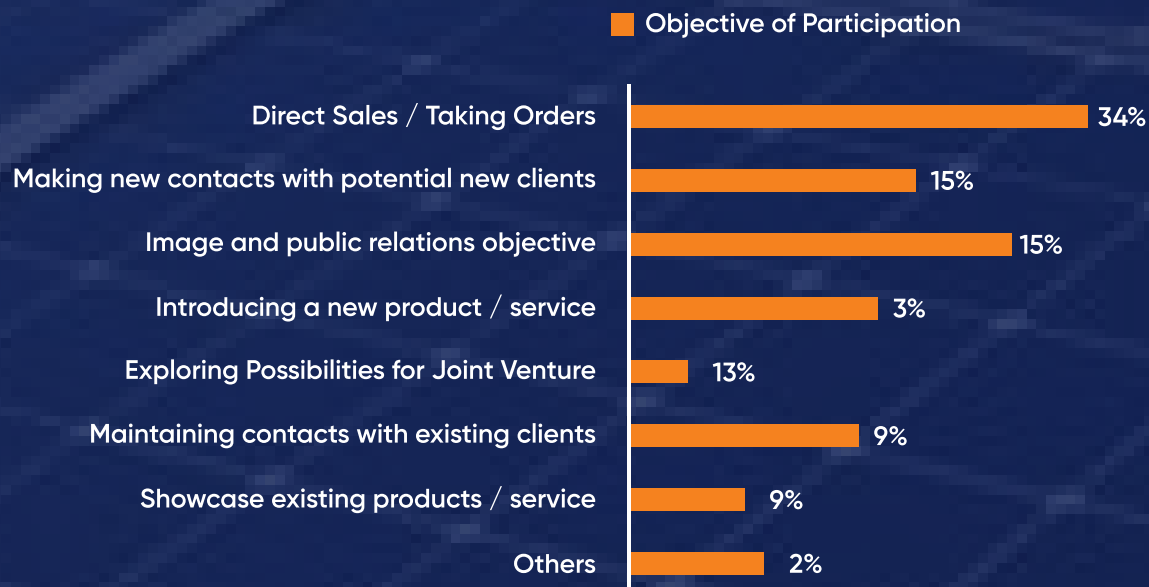 Objective of Participation
Direct Sales / Taking Orders 34%
Making new contacts with potential new clients 15%
Image and public relations objective 15%
Introducing a new product / service 3%
Exploring Possibilities for Joint Venture 13%
Maintaining contacts with existing clients 9%
Showcase existing products / service 9%
Others 2%